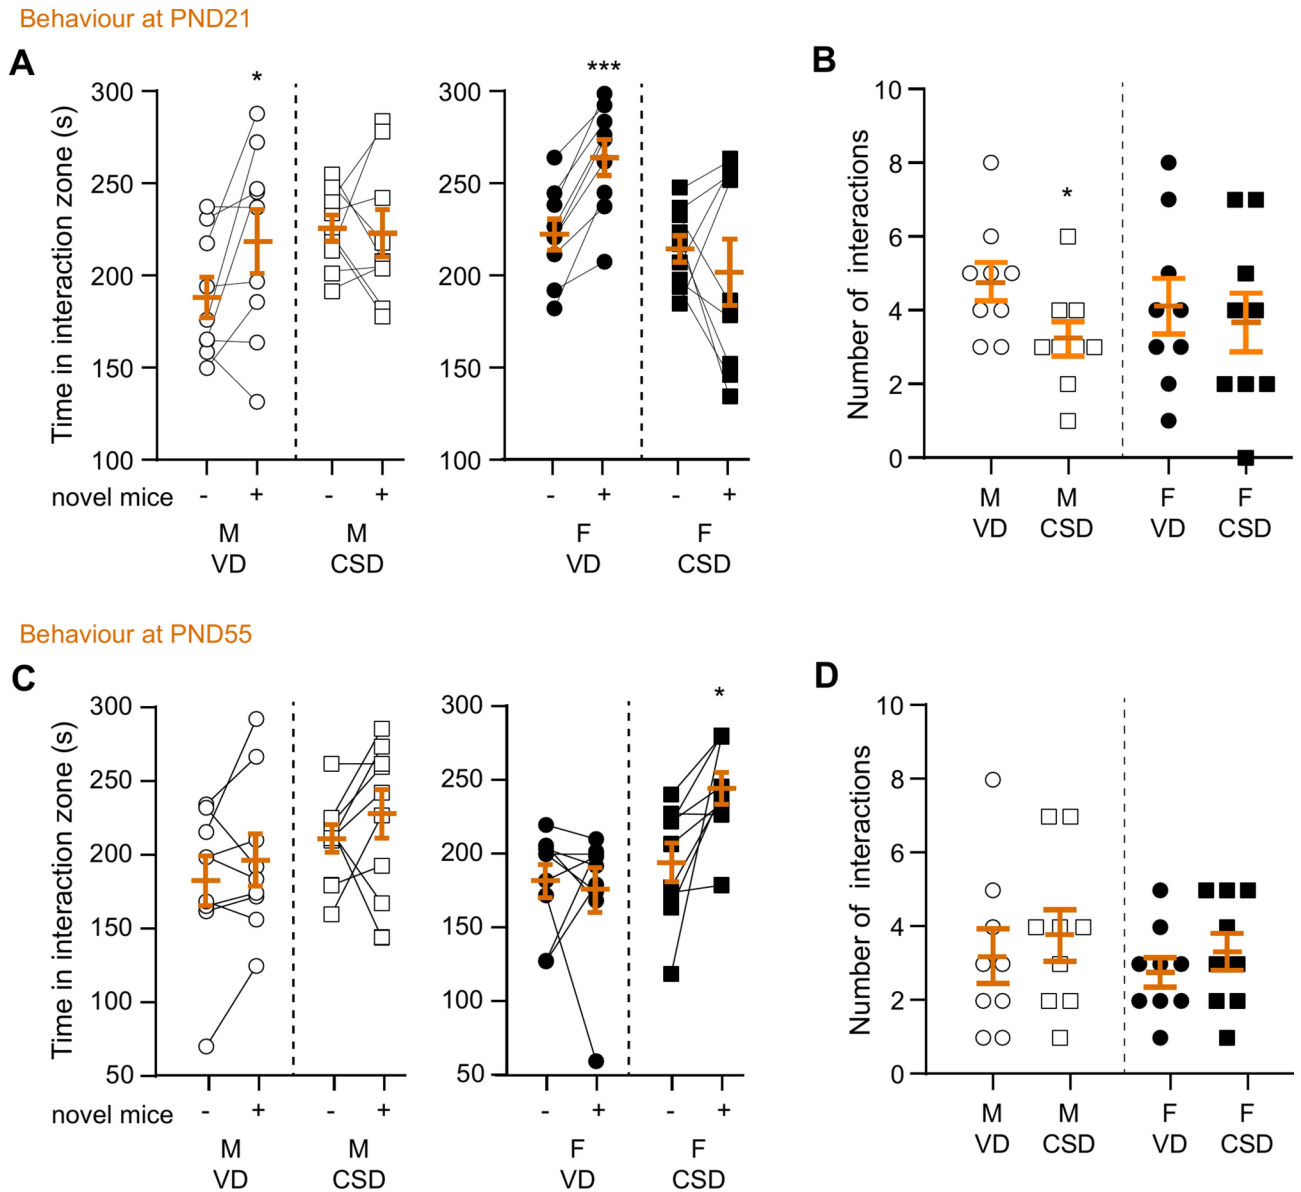 Behaviour at PND21
A
B
* ***
300 300 10
250 250 8
200 200 6
150 150 4
100 100 2
0
Time in interaction zone (s)
Number of interactions
*
novel mice - + - + - + - +
M M F F
VD CSD VD CSD
M M F F
VD CSD VD CSD
Behaviour at PND55
C
D
*
300 300 10
250 250 8
200 200 6
150 150 4
100 100 2
50 50 0
Time in interaction zone (s)
Number of interactions
novel mice - + - + - + - +
M M F F
VD CSD VD CSD
M M F F
VD CSD VD CSD